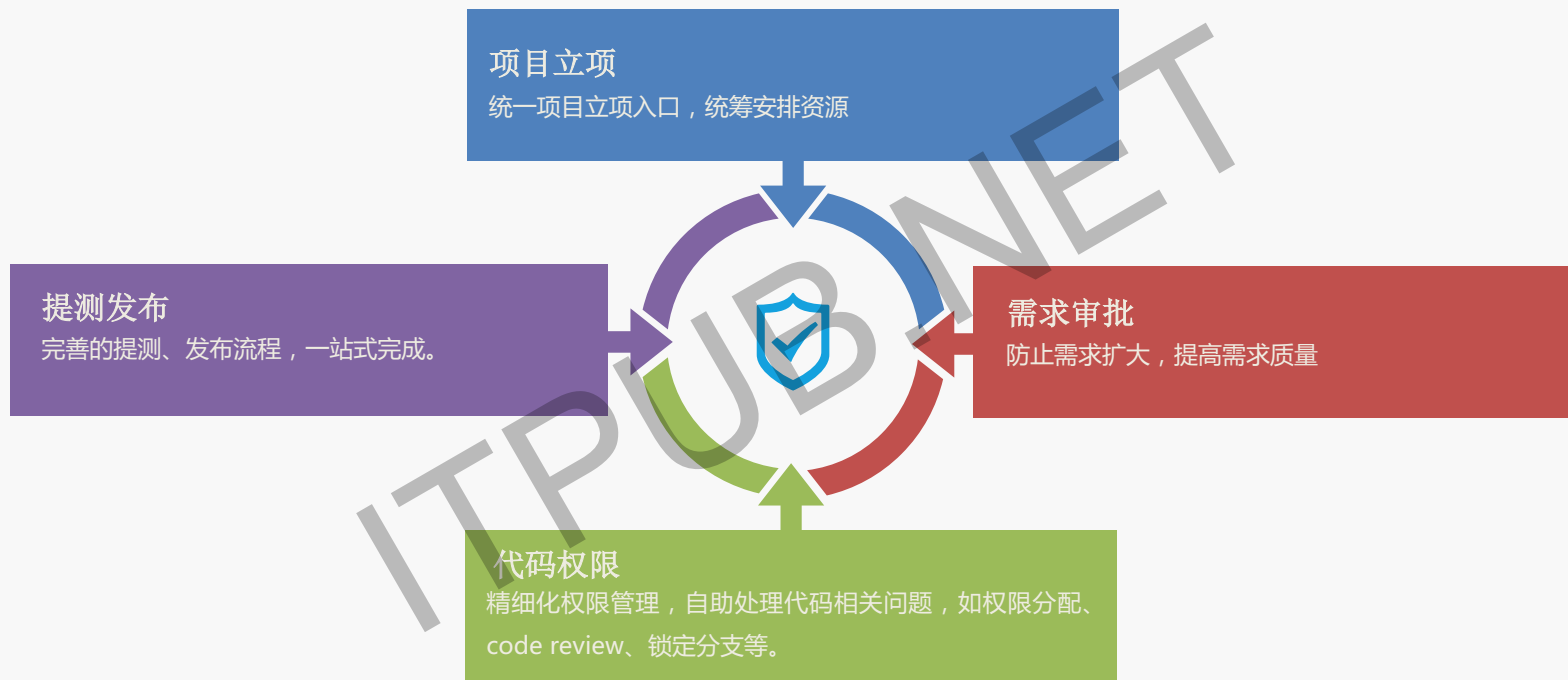 项目立项
统一项目立项入口，统筹安排资源
提测发布
完善的提测、发布流程，一站式完成。
需求审批
防止需求扩大，提高需求质量
代码权限
精细化权限管理，自助处理代码相关问题，如权限分配、
code review、锁定分支等。
ITPUB.NET